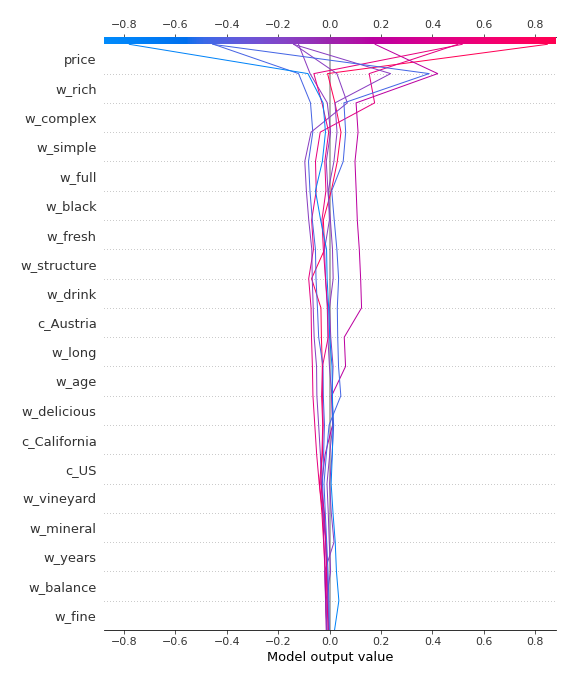 −0.8 −0.6 −0.4 −0.2 0.0 0.2 0.4 0.6 0.8
price
w_rich
w_complex
w_simple
w_full
w_black
w_fresh
w_structure
w_drink
c_Austria
w_long
w_age
w_delicious
c_California
c_US
w_vineyard
w_mineral
w_years
w_balance
w_fine
−0.8 −0.6 −0.4 −0.2 0.0 0.2 0.4 0.6 0.8
Model output value